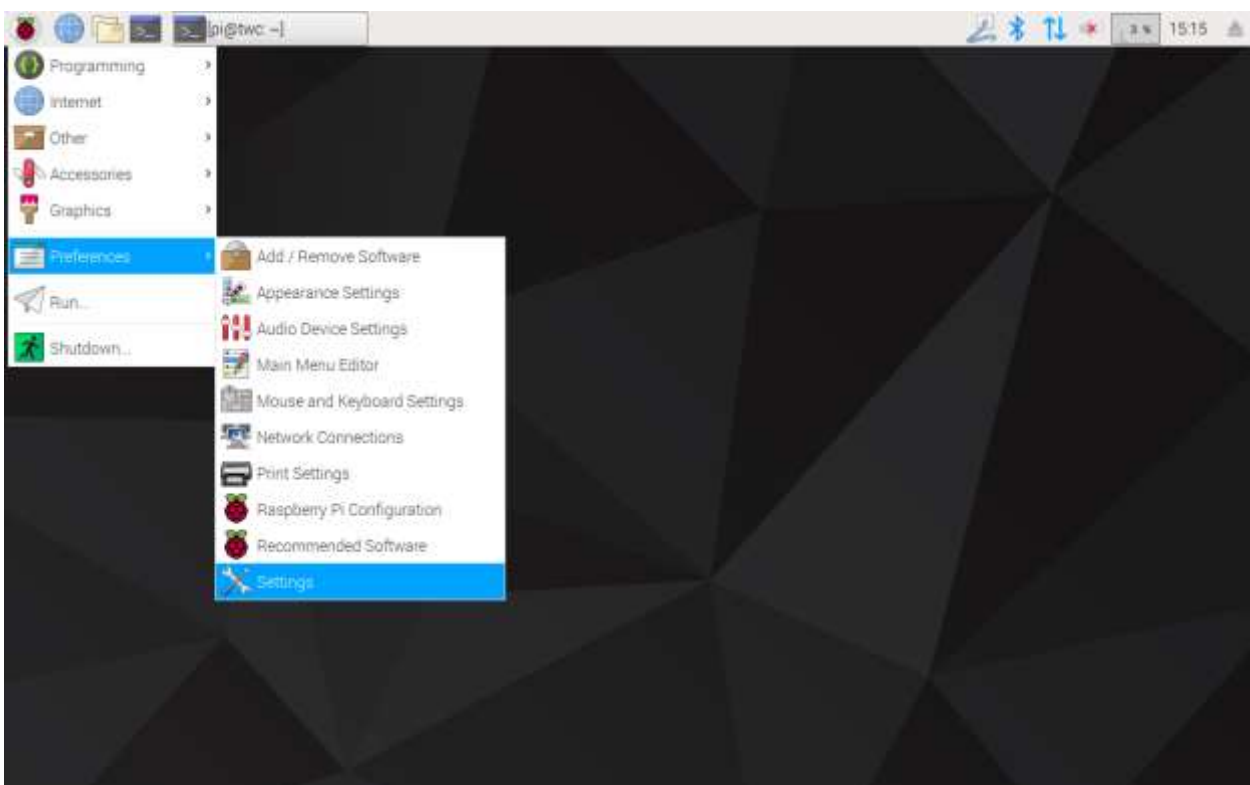 [pi@twc: ~]
3 %
15:15
Programming
Internet
Other
Accessories
Graphics
Preferences
Run...
Shutdown...
Add / Remove Software
Appearance Settings
Audio Device Settings
Main Menu Editor
Mouse and Keyboard Settings
Network Connections
Print Settings
Raspberry Pi Configuration
Recommended Software
Settings